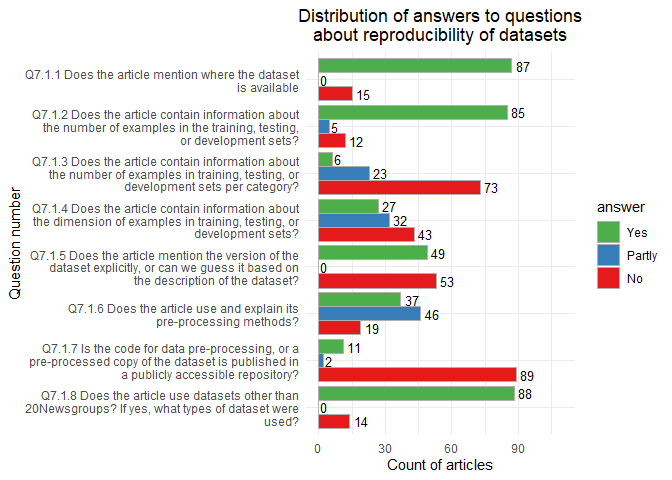 Distribution of answers to questions
about reproducibility of datasets
Question number
Q7.1.1 Does the article mention where the dataset
is available
87
0
15
Q7.1.2 Does the article contain information about
the number of examples in the training, testing,
or development sets?
85
5
12
Q7.1.3 Does the article contain information about
the number of examples in training, testing, or
development sets per category?
6
23
73
Q7.1.4 Does the article contain information about
the dimension of examples in training, testing, or
development sets?
27
32
43
Q7.1.5 Does the article mention the version of the
dataset explicitly, or can we guess it based on
the description of the dataset?
49
0
53
Q7.1.6 Does the article use and explain its
pre-processing methods?
37
46
19
Q7.1.7 Is the code for data pre-processing, or a
pre-processed copy of the dataset is published in
a publicly accessible repository?
11
2
89
Q7.1.8 Does the article use datasets other than
20Newsgroups? If yes, what types of dataset were
used?
88
0
14
0 30 60 90
Count of articles
answer
Yes
Partly
No